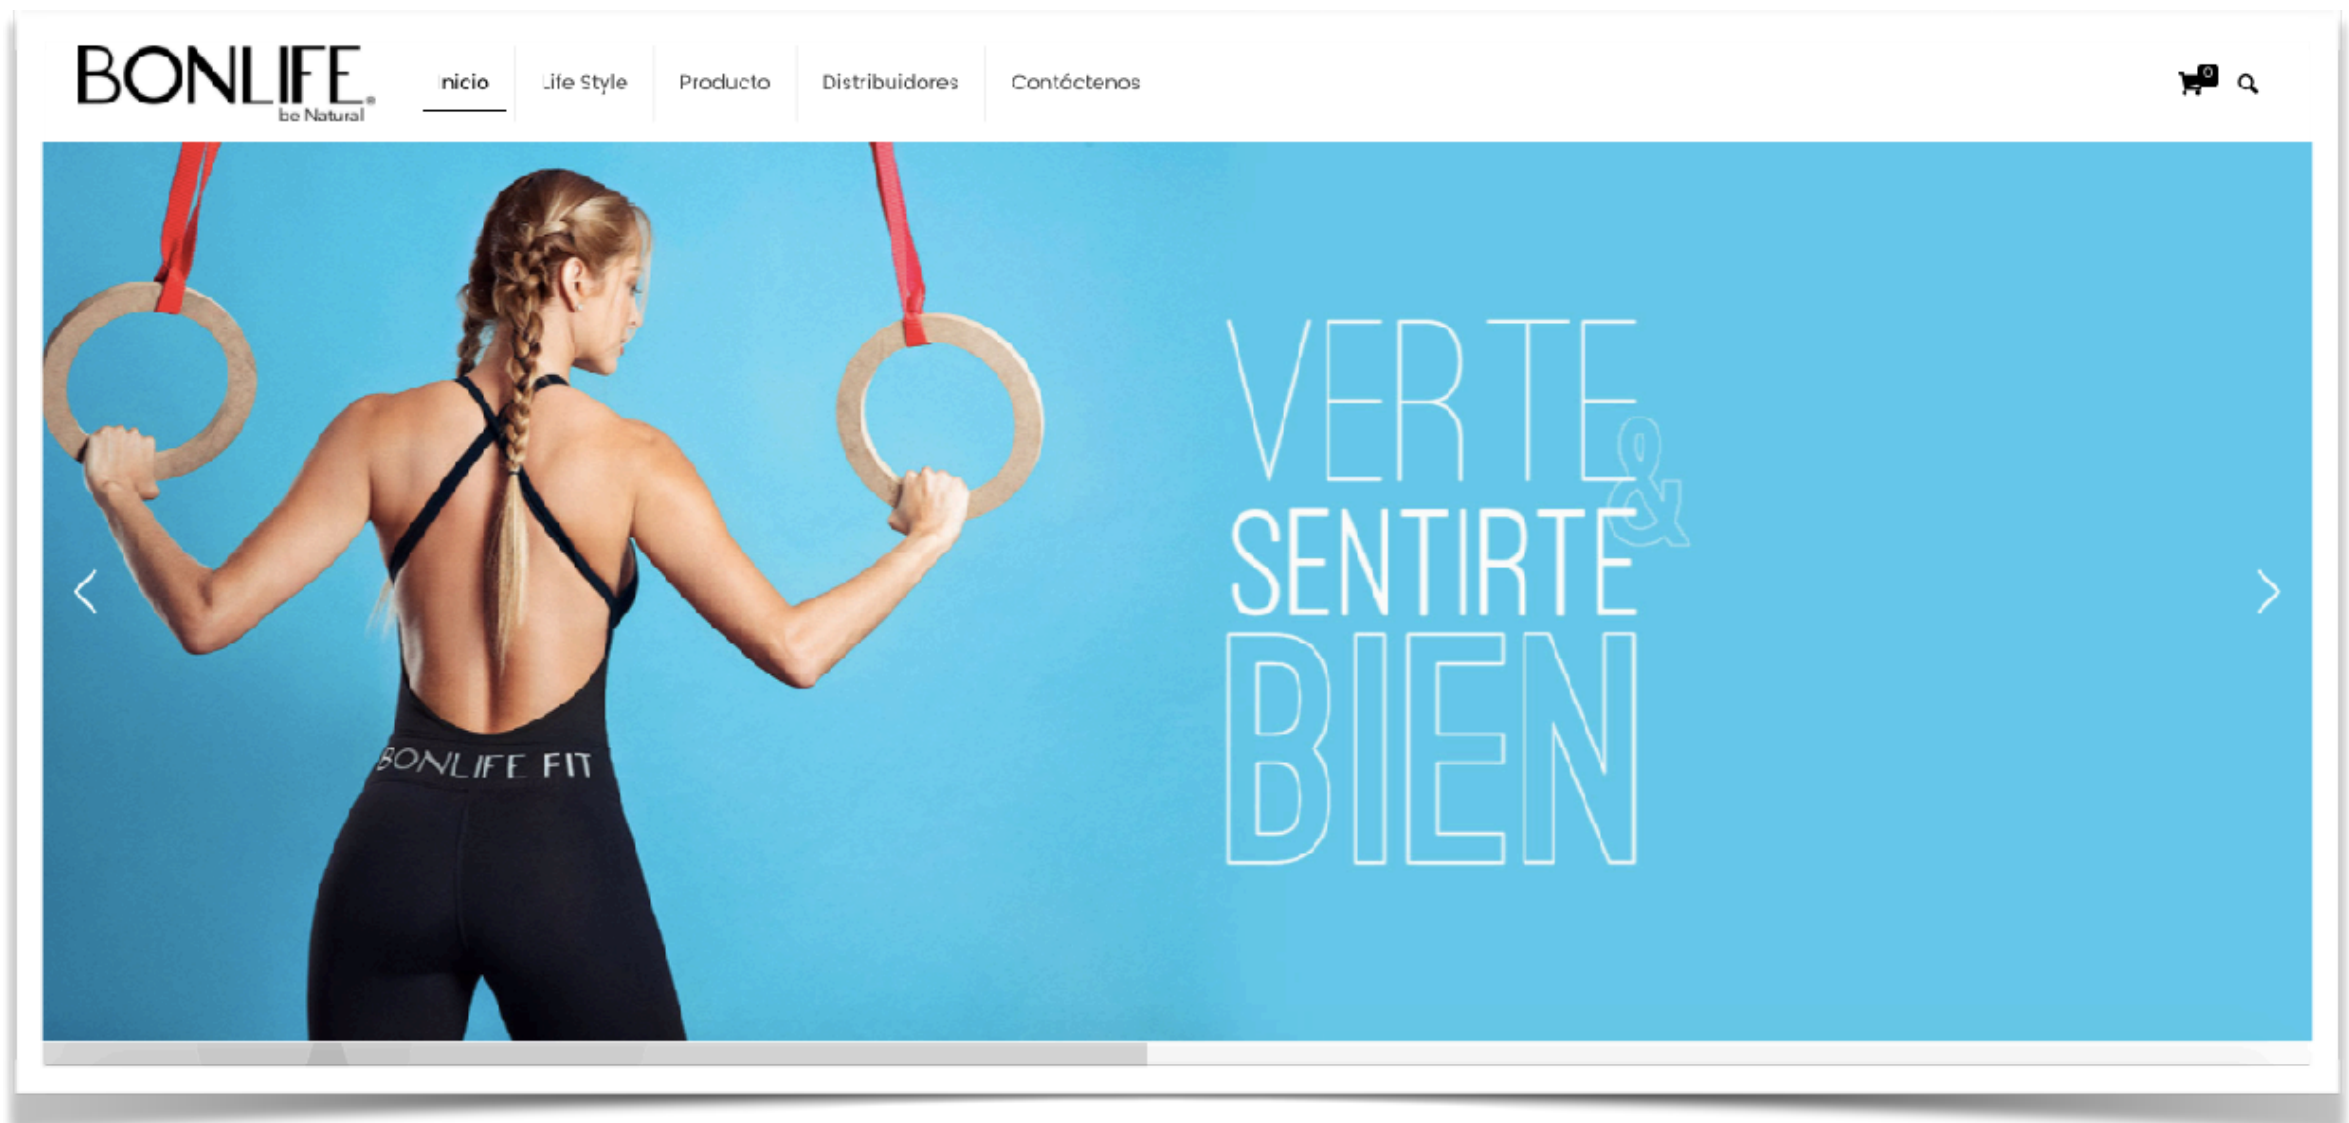 BONLIFE®
be Natural
Inicio
Life Style
Producto
Distribuidores
Contáctenos
0
VERTE
&
SENTIRTE
BIEN
BONLIFE FIT